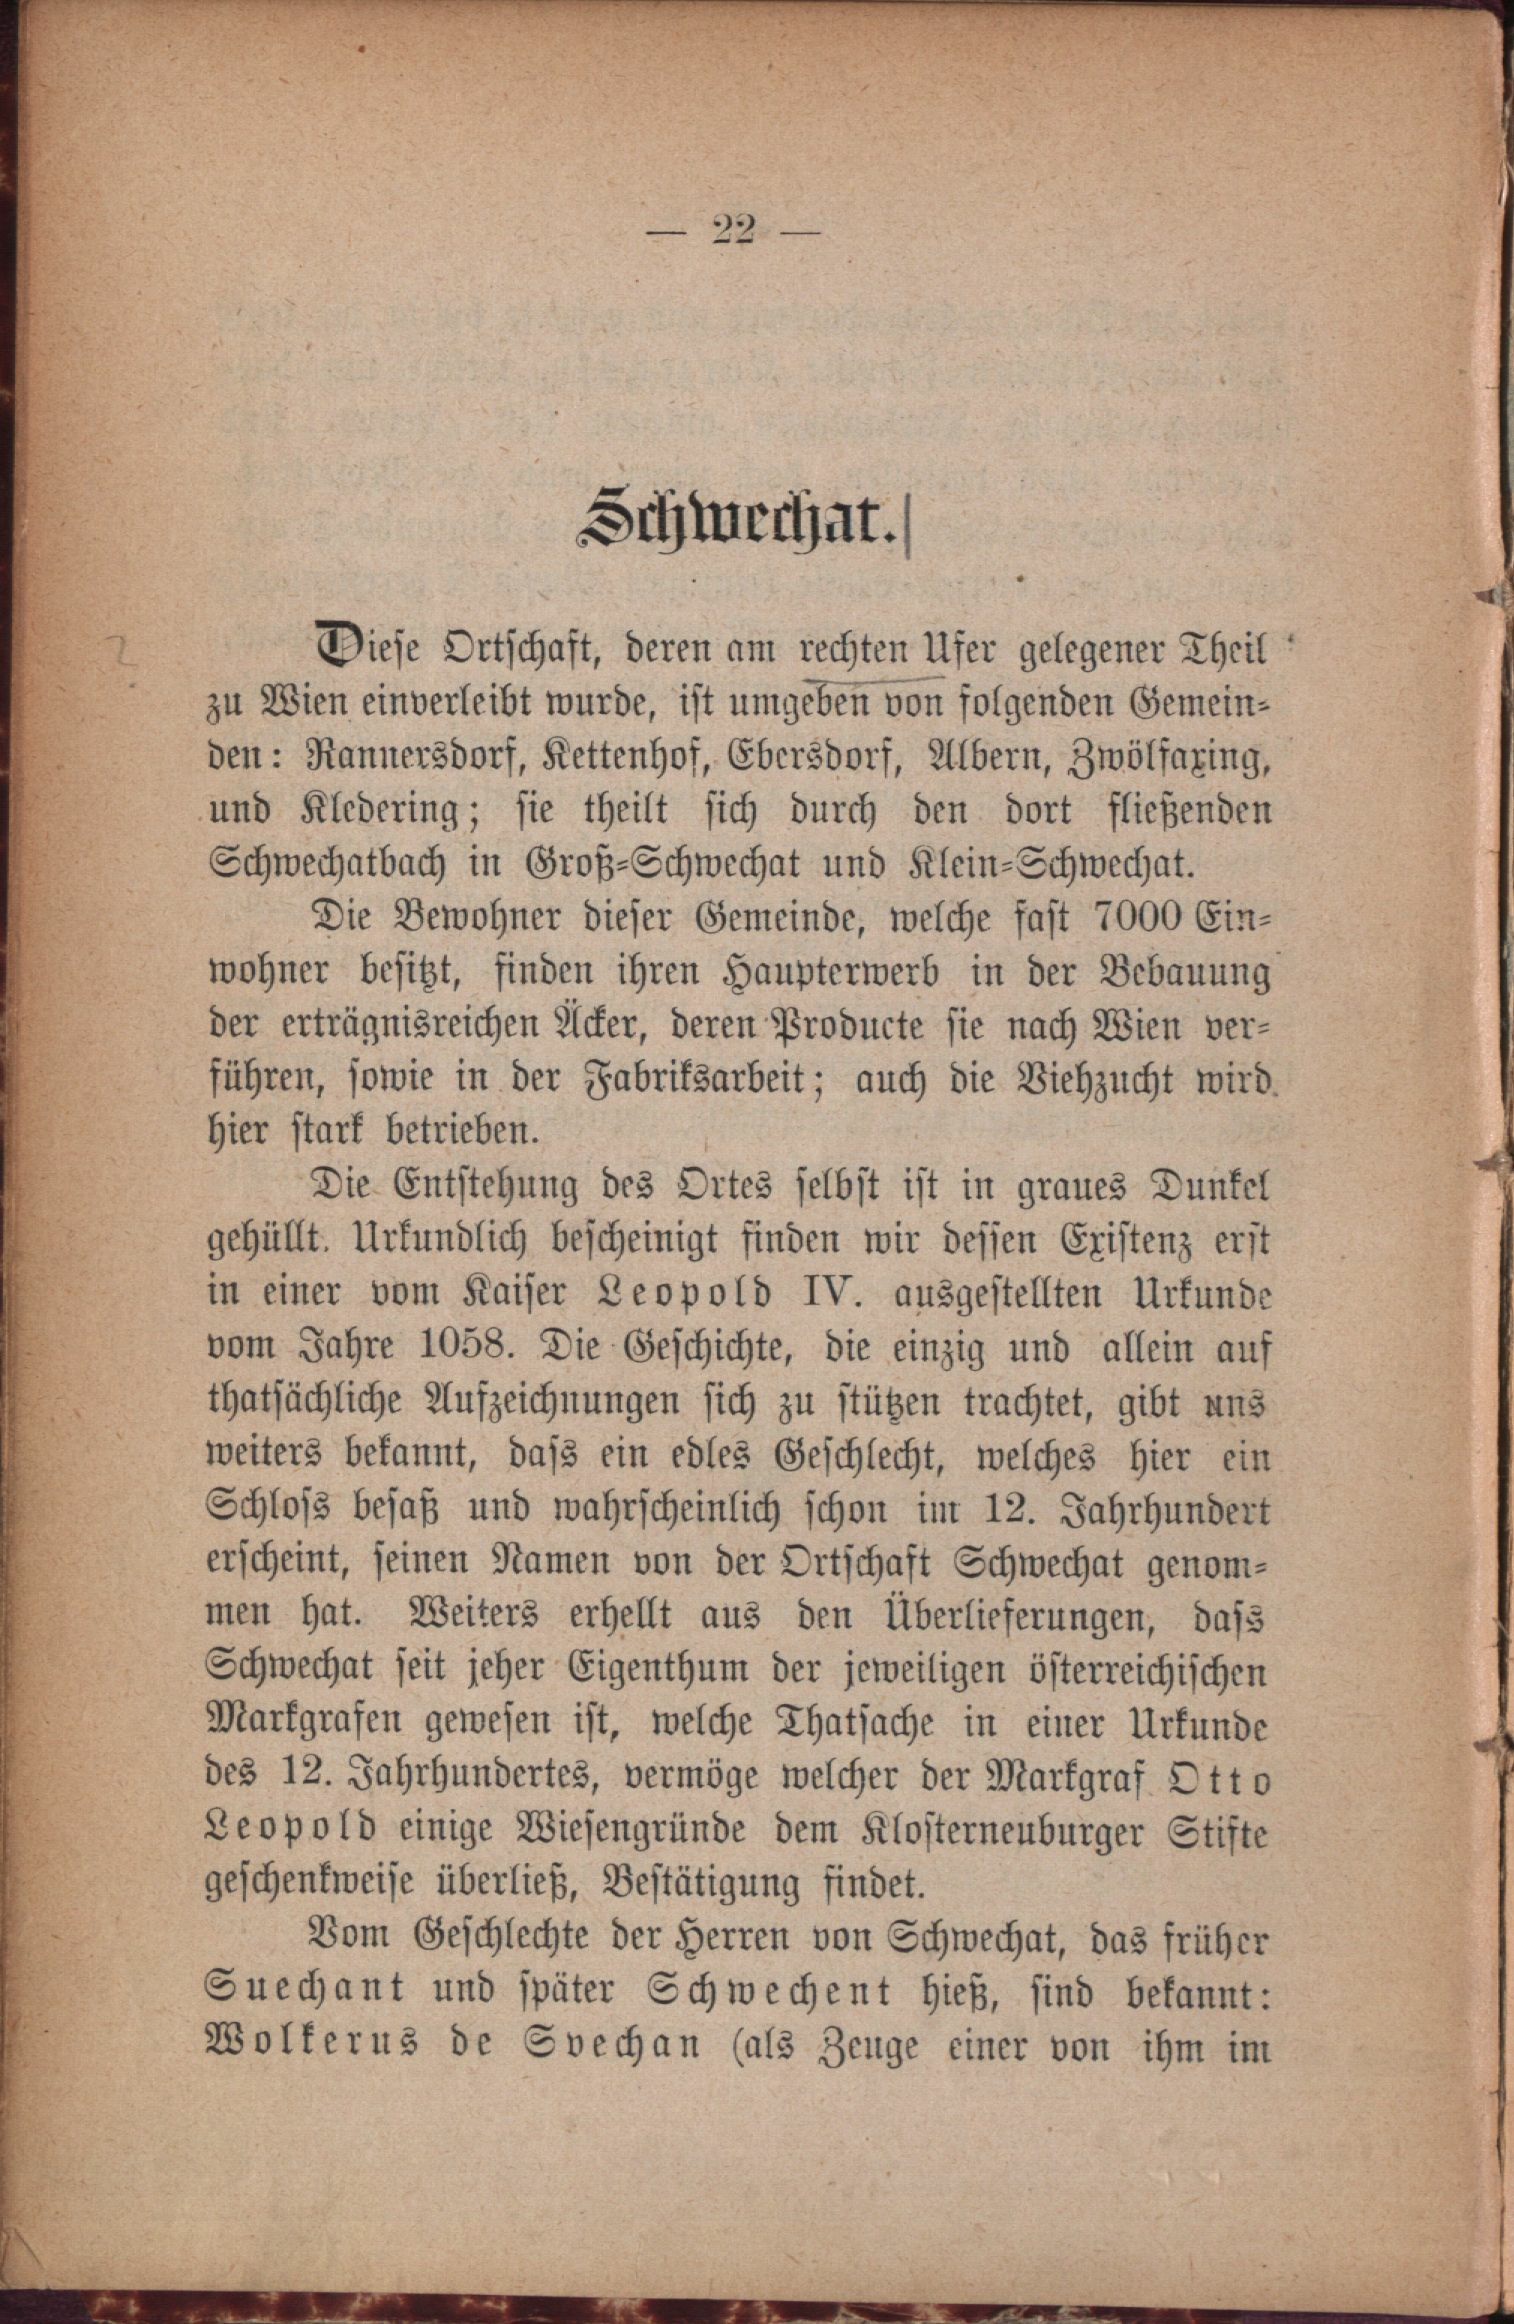 — 22 —
Schwechat.
Diese Ortschaft, deren am rechten Ufer gelegener Theil
zu Wien einverleibt wurde, ist umgeben von folgenden Gemein-
den: Rannersdorf, Kettenhof, Ebersdorf, Albern, Zwölfaxing,
und Kledering; sie theilt sich durch den dort fließenden
Schwechatbach in Groß-Schwechat und Klein-Schwechat.
Die Bewohner dieser Gemeinde, welche fast 7000 Ein-
wohner besitzt, finden ihren Haupterwerb in der Bebauung
der erträgnisreichen Äcker, deren Producte sie nach Wien ver-
führen, sowie in der Fabriksarbeit; auch die Viehzucht wird
hier stark betrieben.
Die Entstehung des Ortes selbst ist in graues Dunkel
gehüllt. Urkundlich bescheinigt finden wir dessen Existenz erst
in einer vom Kaiser Leopold IV. ausgestellten Urkunde
vom Jahre 1058. Die Geschichte, die einzig und allein auf
thatsächliche Aufzeichnungen sich zu stützen trachtet, gibt uns
weiters bekannt, dass ein edles Geschlecht, welches hier ein
Schloss besaß und wahrscheinlich schon im 12. Jahrhundert
erscheint, seinen Namen von der Ortschaft Schwechat genom-
men hat. Weiters erhellt aus den Überlieferungen, dass
Schwechat seit jeher Eigenthum der jeweiligen österreichischen
Markgrafen gewesen ist, welche Thatsache in einer Urkunde
des 12. Jahrhundertes, vermöge welcher der Markgraf Otto
Leopold einige Wiesengründe dem Klosterneuburger Stifte
geschenkweise überließ, Bestätigung findet.
Vom Geschlechte der Herren von Schwechat, das früher
Suechant und später Schwechent hieß, sind bekannt:
Wolkerus de Svechan (als Zeuge einer von ihm im